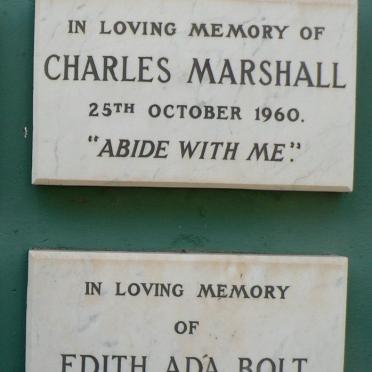 IN LOVING MEMORY OF
CHARLES MARSHALL
25TH OCTOBER 1960.
"ABIDE WITH ME".
IN LOVING MEMORY
OF
EDITH ADA BOLT